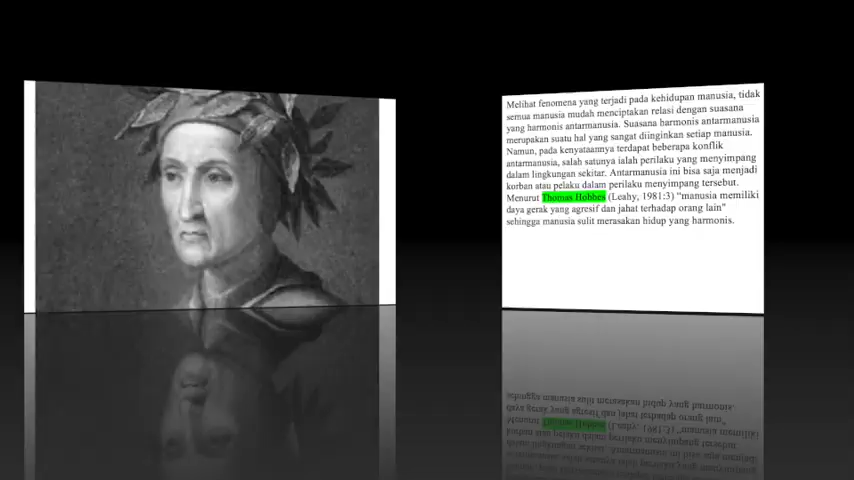 Melihat fenomena yang terjadi pada kehidupan manusia, tidak
semua manusia mudah menciptakan relasi dengan suasana
yang harmonis antarmanusia. Suasana harmonis antarmanusia
merupakan suatu hal yang sangat diinginkan setiap manusia.
Namun, pada kenyataannya terdapat beberapa konflik
antarmanusia, salah satunya ialah perilaku yang menyimpang
dalam lingkungan sekitar. Antarmanusia ini bisa saja menjadi
korban atau pelaku dalam perilaku menyimpang tersebut.
Menurut Thomas Hobbes (Leahy, 1981:3) “manusia memiliki
daya gerak yang agresif dan jahat terhadap orang lain”
sehingga manusia sulit merasakan hidup yang harmonis.